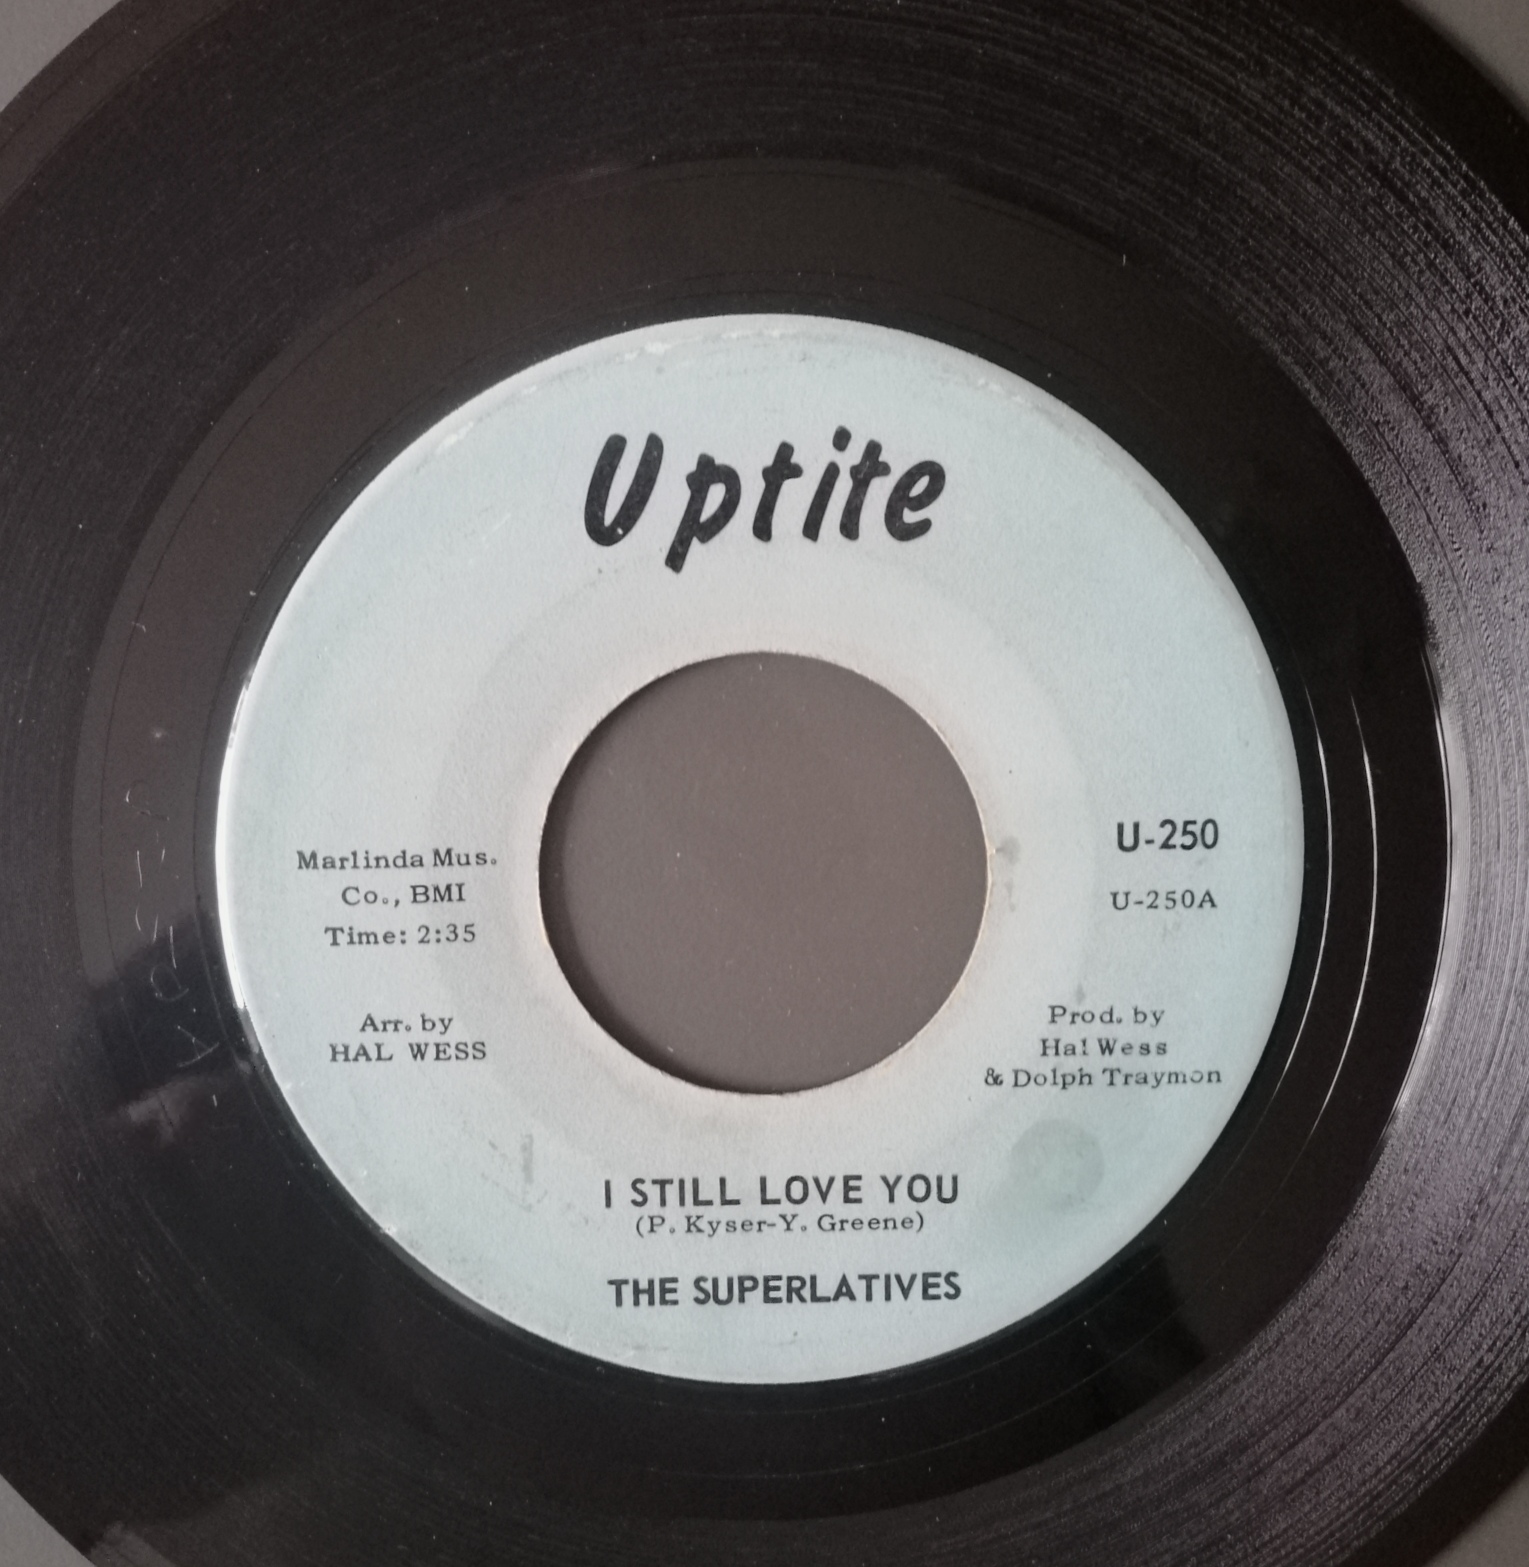 Uptite
Marlinda Mus.
Co., BMI
Time: 2:35
Arr. by
HAL WESS
U-250
U-250A
Prod. by
Hal Wess
& Dolph Traymon
I STILL LOVE YOU
(P. Kyser-Y. Greene)
THE SUPERLATIVES